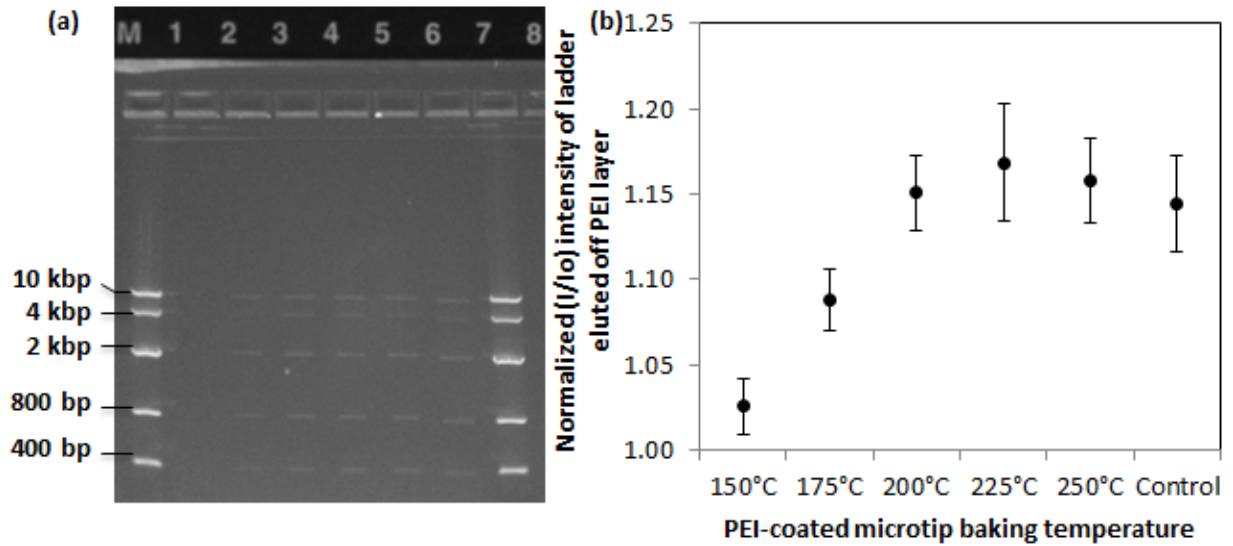 (a)
M 1 2 3 4 5 6 7 8
10 kbp
4 kbp
2 kbp
800 bp
400 bp
(b)
Normalized (I/Io) intensity of ladder
eluted off PEI layer
1.25
1.20
1.15
1.10
1.05
1.00
150°C 175°C 200°C 225°C 250°C Control
PEI-coated microtip baking temperature